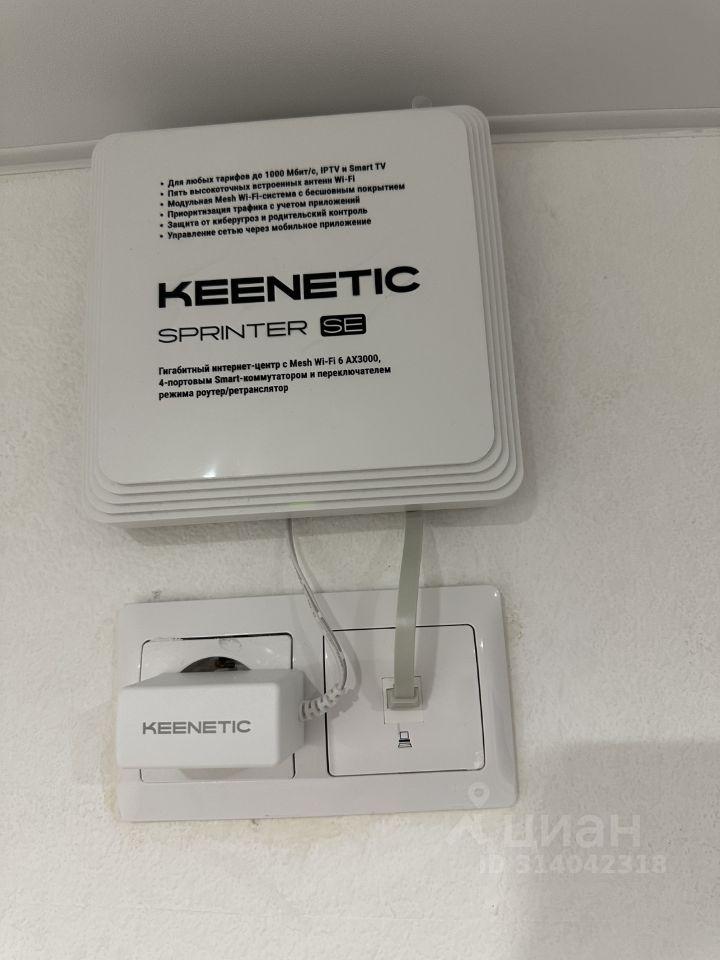 • Для любых тарифов до 1000 Мбит/с, IPTV и Smart TV
• Пять высокоточных встроенных антенн Wi-Fi
• Модульная Mesh Wi-Fi-система с бесшовным покрытием
• Приоритизация трафика с учетом приложений
• Защита от киберугроз и родительский контроль
• Управление сетью через мобильное приложение
KEENETIC
SPRINTER SE
Гигабитный интернет-центр с Mesh Wi-Fi 6 AX3000,
4-портовым Smart-коммутатором и переключателем
режима роутер/ретранслятор
KEENETIC
циан
ID 314042318